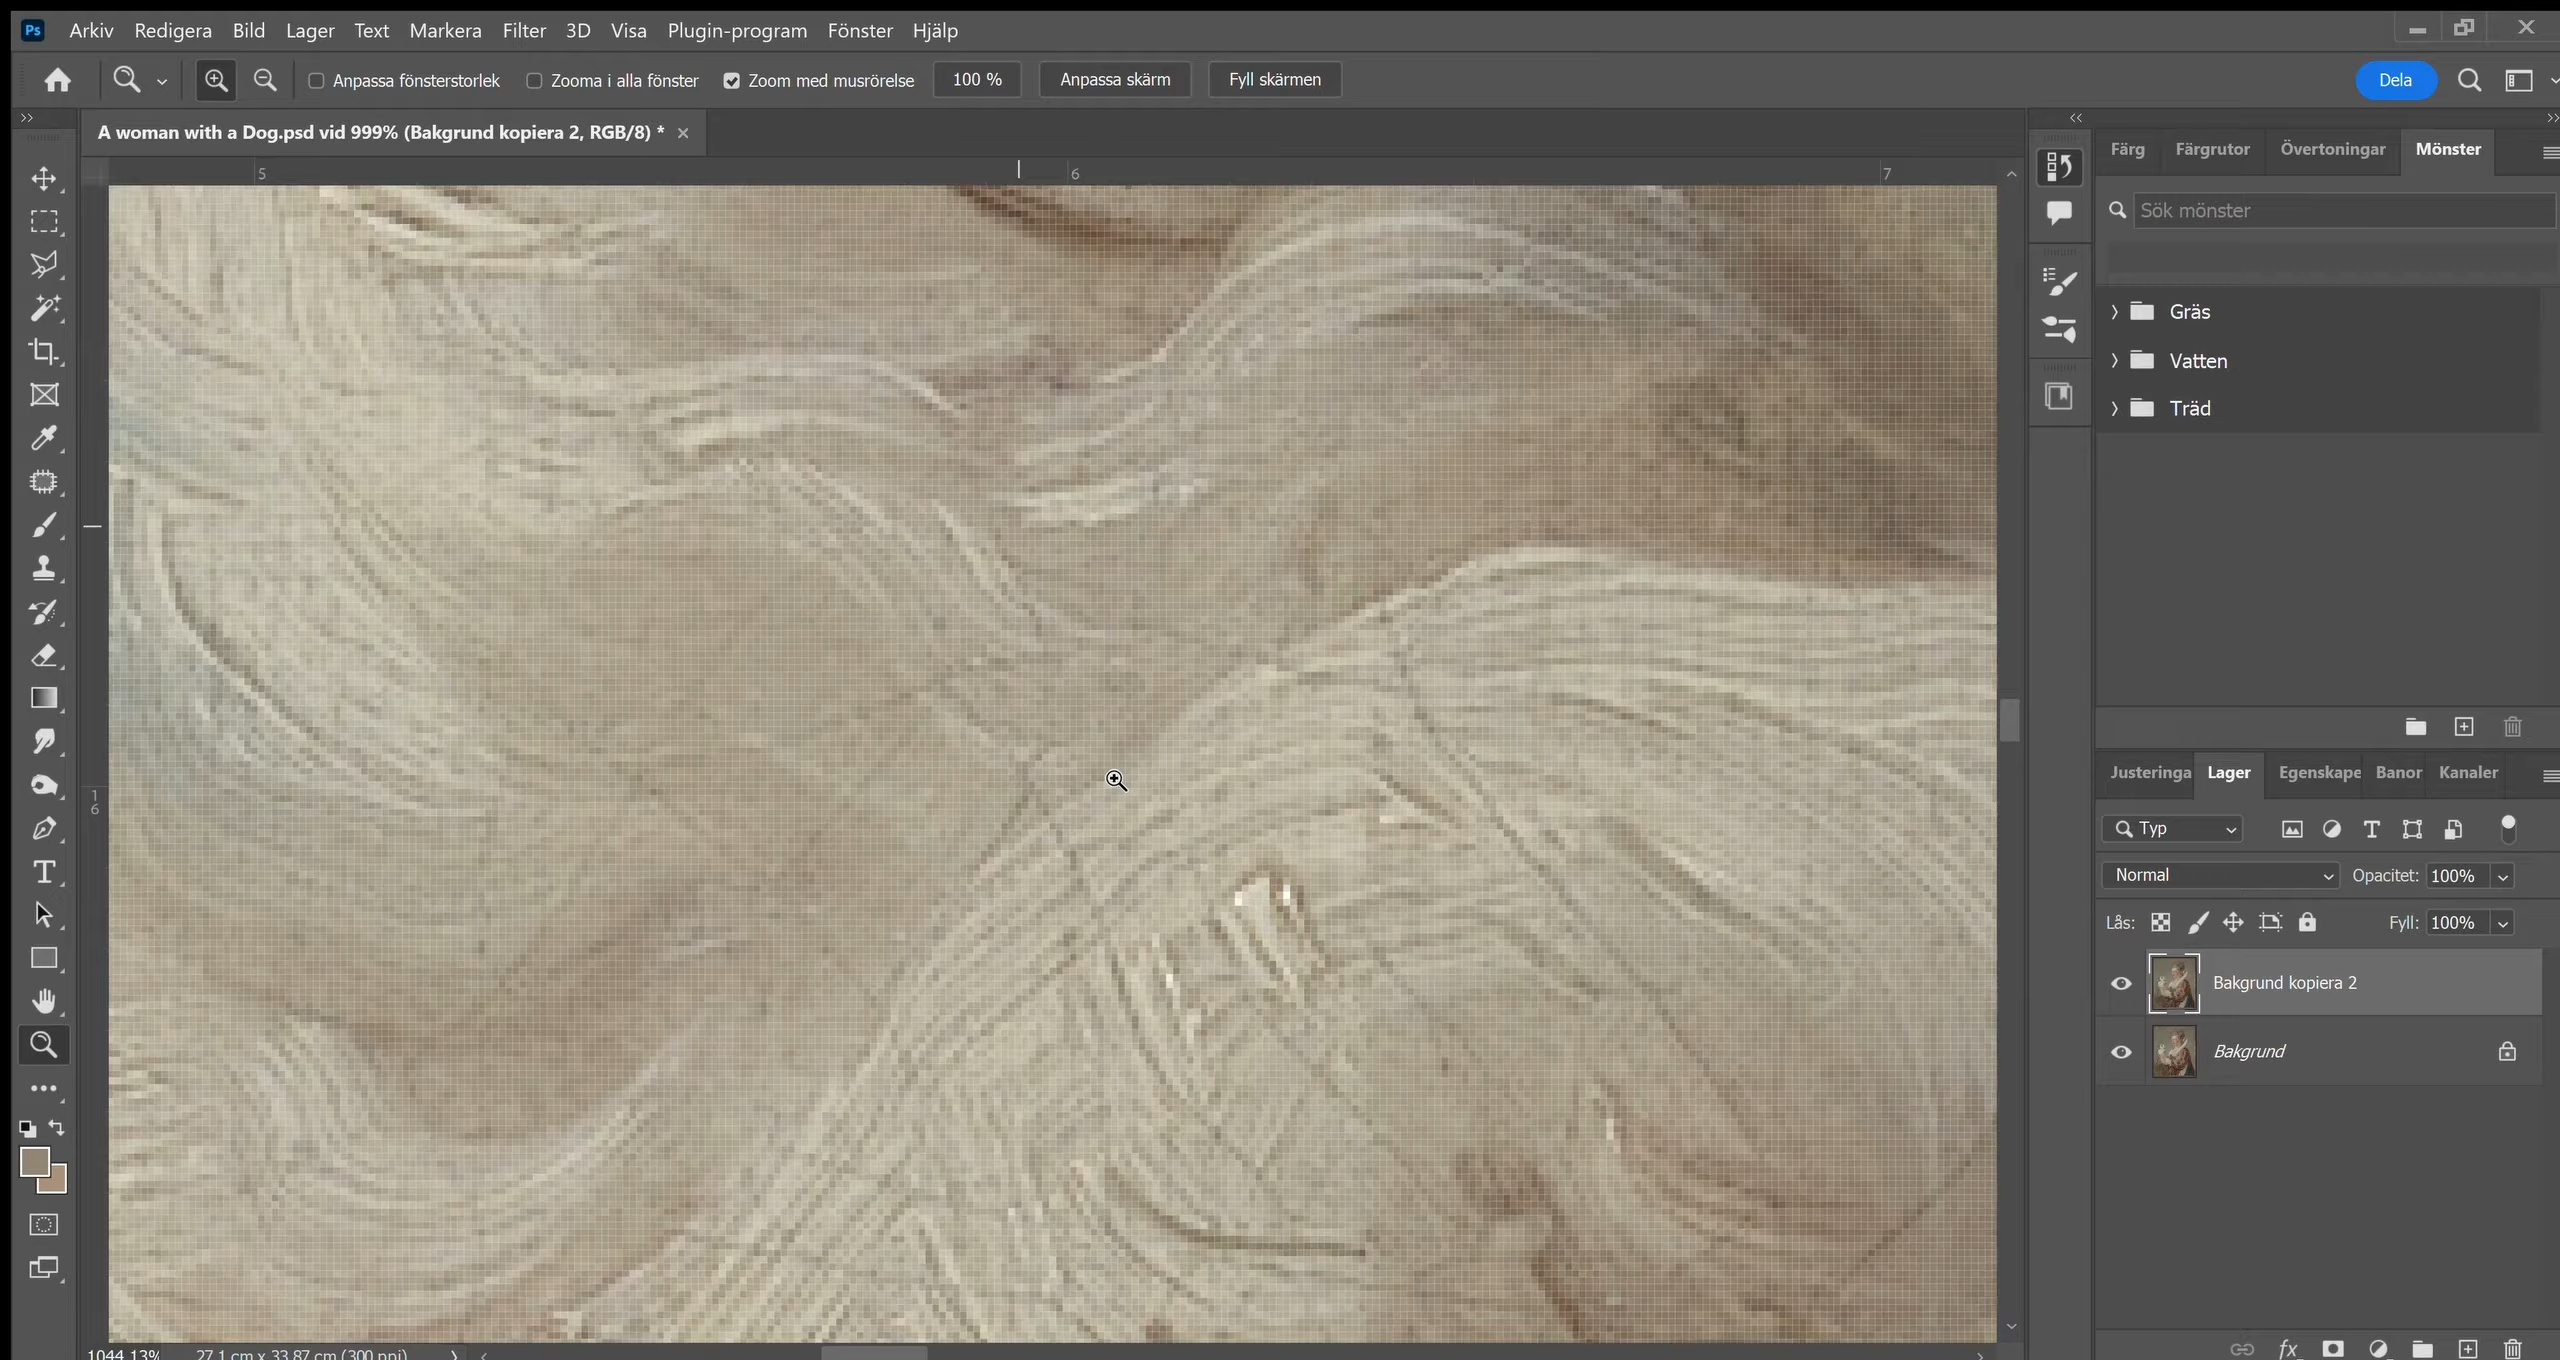 Ps Arkiv Redigera Bild Lager Text Markera Filter 3D Visa Plugin-program Fönster Hjälp
Anpassa fönsterstorlek Zooma i alla fönster Zoom med musrörelse 100 % Anpassa skärm Fyll skärmen Dela
A woman with a Dog.psd vid 999% (Bakgrund kopiera 2, RGB/8) *
5 6 7
Färg Färgrutor Övertoningar Mönster
Sök mönster
Gräs
Vatten
Träd
16
Justeringa Lager Egenskape Banor Kanaler
Typ
Normal Opacitet: 100%
Lås: Fyll: 100%
Bakgrund kopiera 2
Bakgrund
fx
1044,13% 27,1 cm x 33,87 cm (300 ppi)